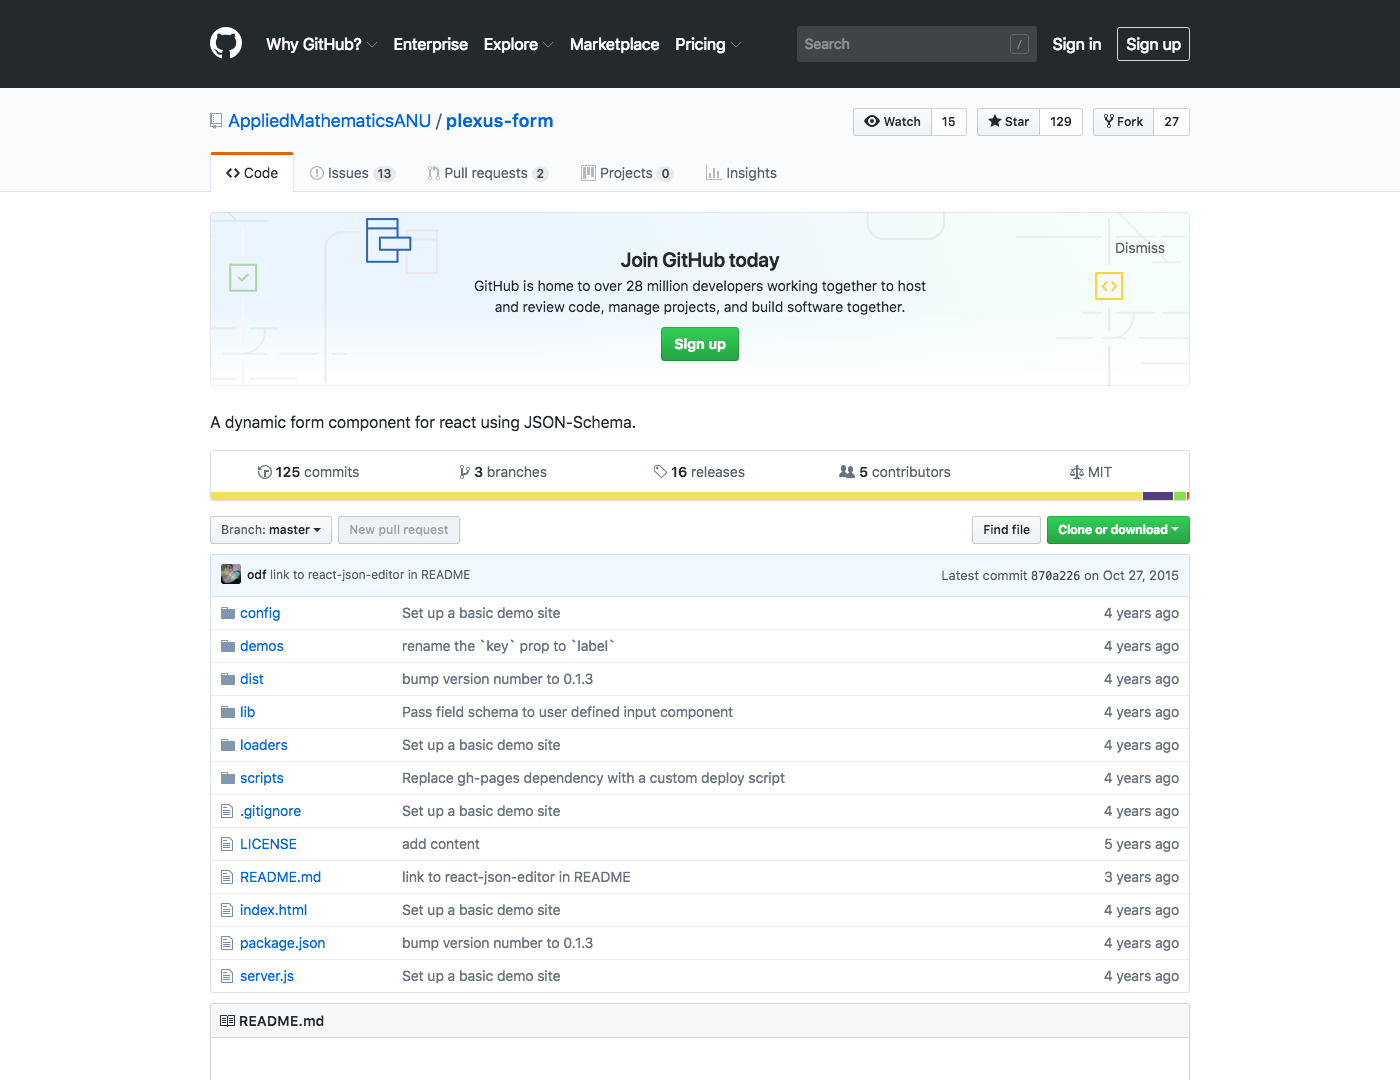 Why GitHub? Enterprise Explore Marketplace Pricing Search / Sign in Sign up
AppliedMathematicsANU / plexus-form Watch 15 Star 129 Fork 27
Code Issues 13 Pull requests 2 Projects 0 Insights
Dismiss
Join GitHub today
GitHub is home to over 28 million developers working together to host
and review code, manage projects, and build software together.
Sign up
A dynamic form component for react using JSON-Schema.
125 commits 3 branches 16 releases 5 contributors MIT
Branch: master New pull request Find file Clone or download
odf link to react-json-editor in README Latest commit 870a226 on Oct 27, 2015
config Set up a basic demo site 4 years ago
demos rename the `key` prop to `label` 4 years ago
dist bump version number to 0.1.3 4 years ago
lib Pass field schema to user defined input component 4 years ago
loaders Set up a basic demo site 4 years ago
scripts Replace gh-pages dependency with a custom deploy script 4 years ago
.gitignore Set up a basic demo site 4 years ago
LICENSE add content 5 years ago
README.md link to react-json-editor in README 3 years ago
index.html Set up a basic demo site 4 years ago
package.json bump version number to 0.1.3 4 years ago
server.js Set up a basic demo site 4 years ago
README.md